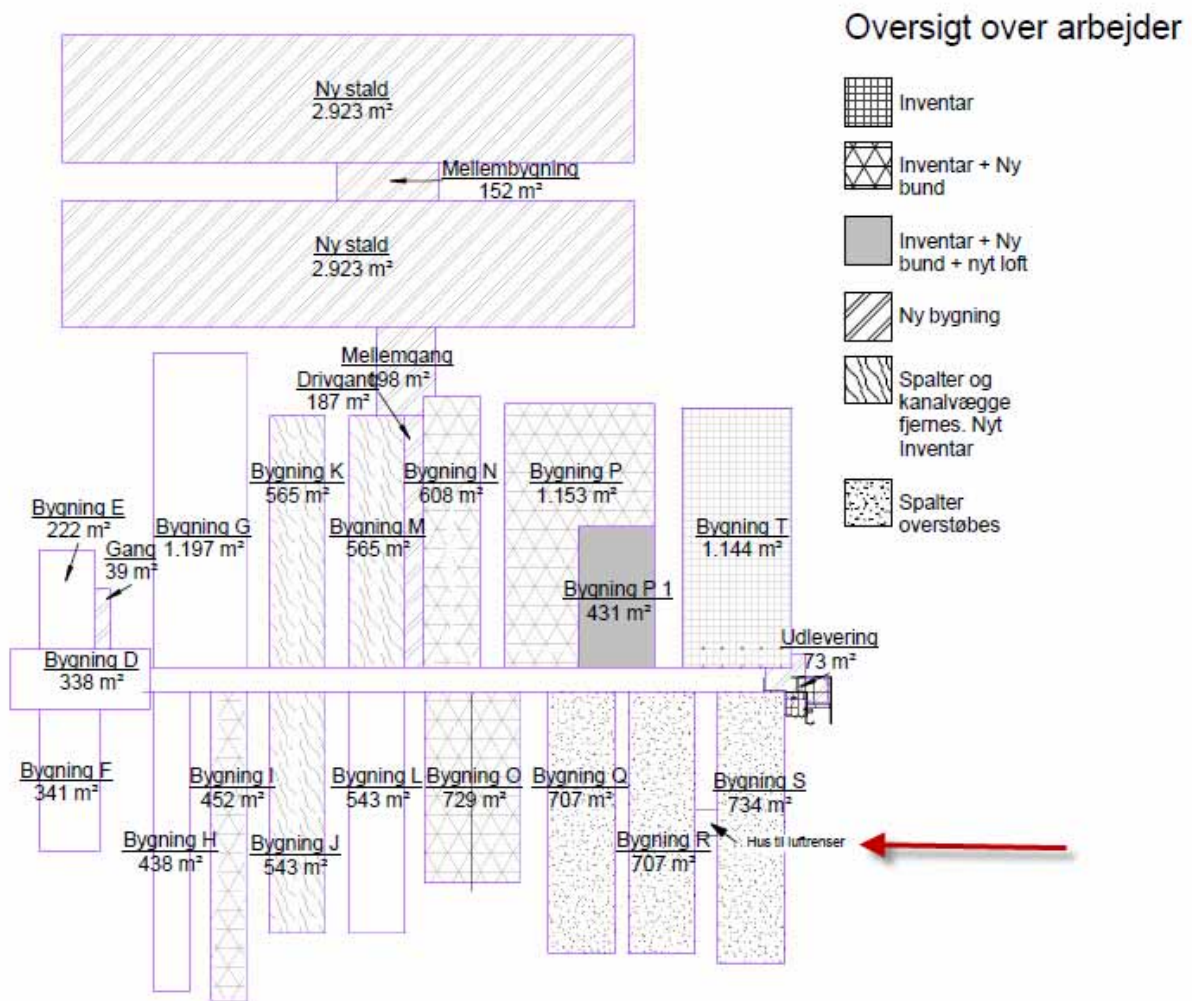 Oversigt over arbejder
Inventar
Inventar + Ny
bund
Inventar + Ny
bund + nyt loft
Ny bygning
Spalter og
kanalvægge
fjernes. Nyt
Inventar
Spalter
overstøbes
Ny stald
2.923 m²
Mellembygning
152 m²
Ny stald
2.923 m²
Mellemgang
198 m²
Drivgang
187 m²
Bygning K
565 m²
Bygning N
608 m²
Bygning P
1.153 m²
Bygning E
222 m²
Bygning G
1.197 m²
Bygning M
565 m²
Bygning T
1.144 m²
Gang
39 m²
Bygning P 1
431 m²
Udlevering
73 m²
Bygning D
338 m²
Bygning F
341 m²
Bygning I
452 m²
Bygning L
543 m²
Bygning O
729 m²
Bygning Q
707 m²
Bygning S
734 m²
Bygning H
438 m²
Bygning J
543 m²
Bygning R
707 m²
Hus til luftrenser